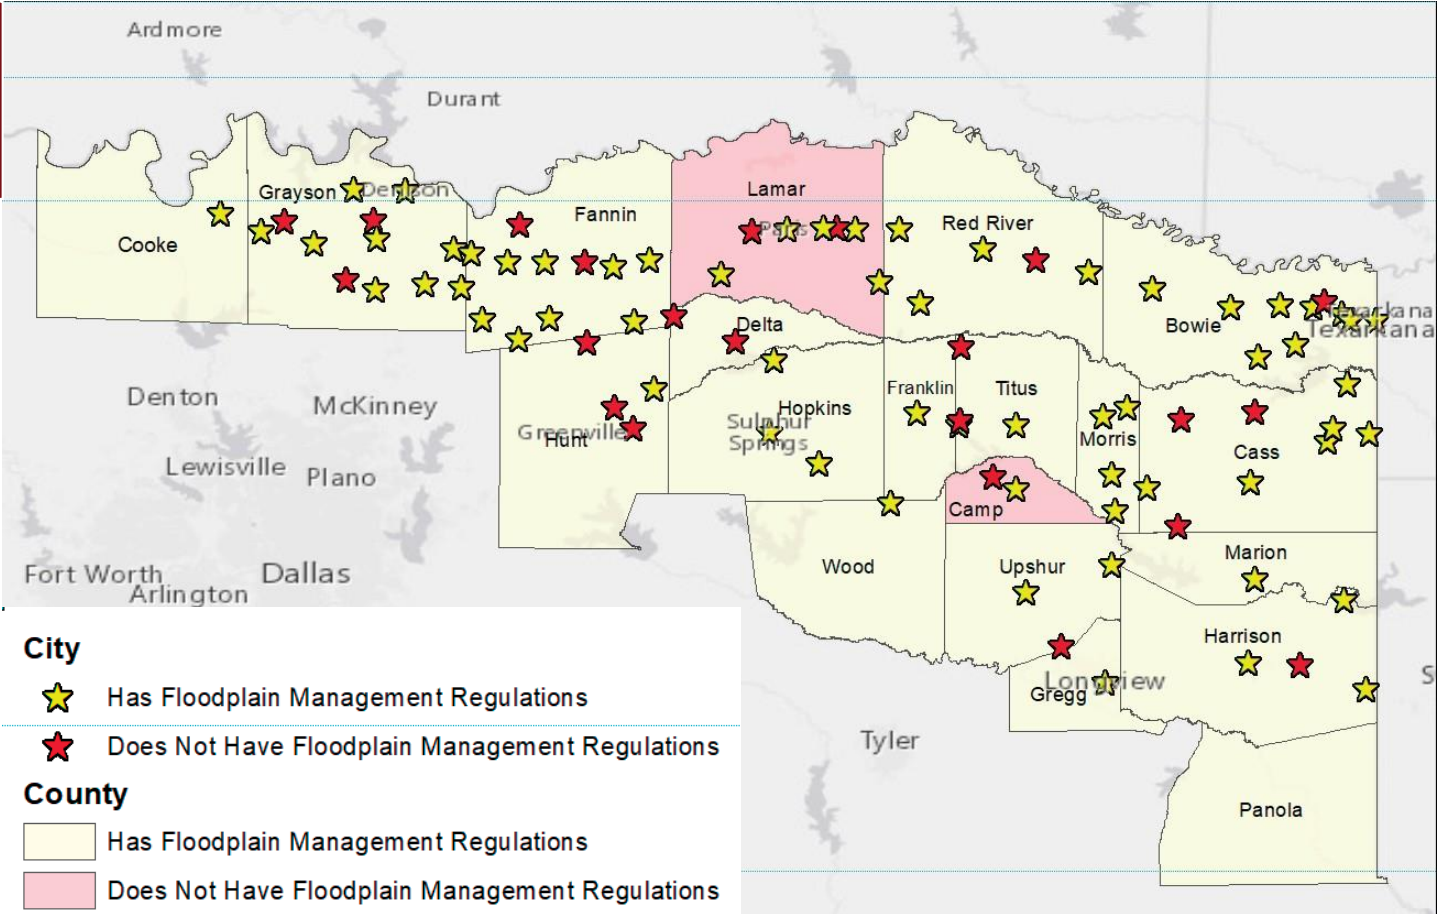 Ardmore
Durant
Grayson
Denison
Lamar
Fannin
Paris
Red River
Cooke
Delta
Bowie
Texarkana
Texarkana
Denton
McKinney
Franklin
Titus
Hopkins
Sulphur
Springs
Greenville
Hunt
Morris
Cass
Lewisville
Plano
Camp
Marion
Wood
Upshur
Fort Worth
Dallas
Arlington
Harrison
Longview
Gregg
S
Tyler
Panola
City
Has Floodplain Management Regulations
Does Not Have Floodplain Management Regulations
County
Has Floodplain Management Regulations
Does Not Have Floodplain Management Regulations